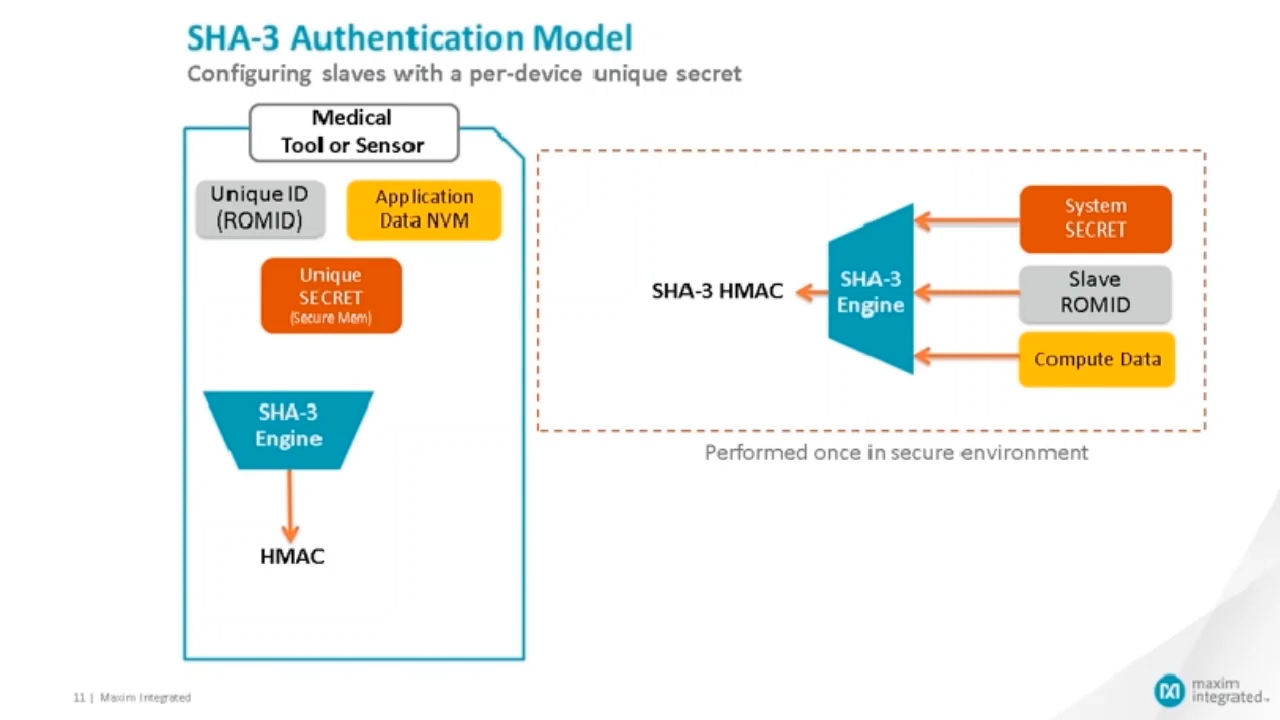 SHA-3 Authentication Model
Configuring slaves with a per-device unique secret
Medical
Tool or Sensor
Unique ID
(ROMID)
Application
Data NVM
Unique
SECRET
(Secure Mem)
SHA-3
Engine
HMAC
SHA-3 HMAC
SHA-3
Engine
System
SECRET
Slave
ROMID
Compute Data
Performed once in secure environment
11 | Maxim Integrated
maxim
integrated™